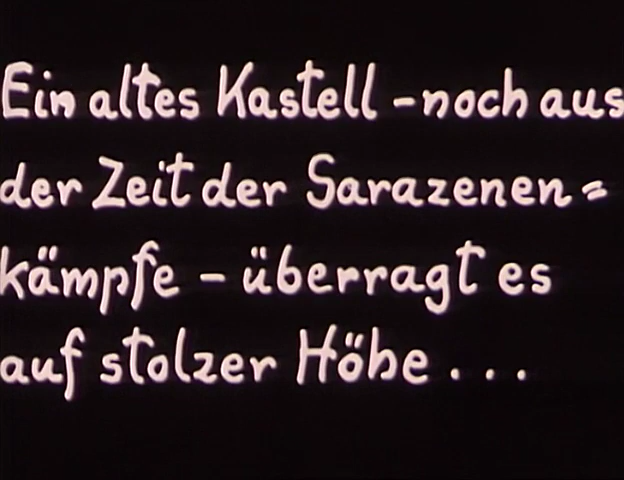 Ein altes Kastell - noch aus
der Zeit der Sarazenen=
kämpfe - überragt es
auf stolzer Höhe...